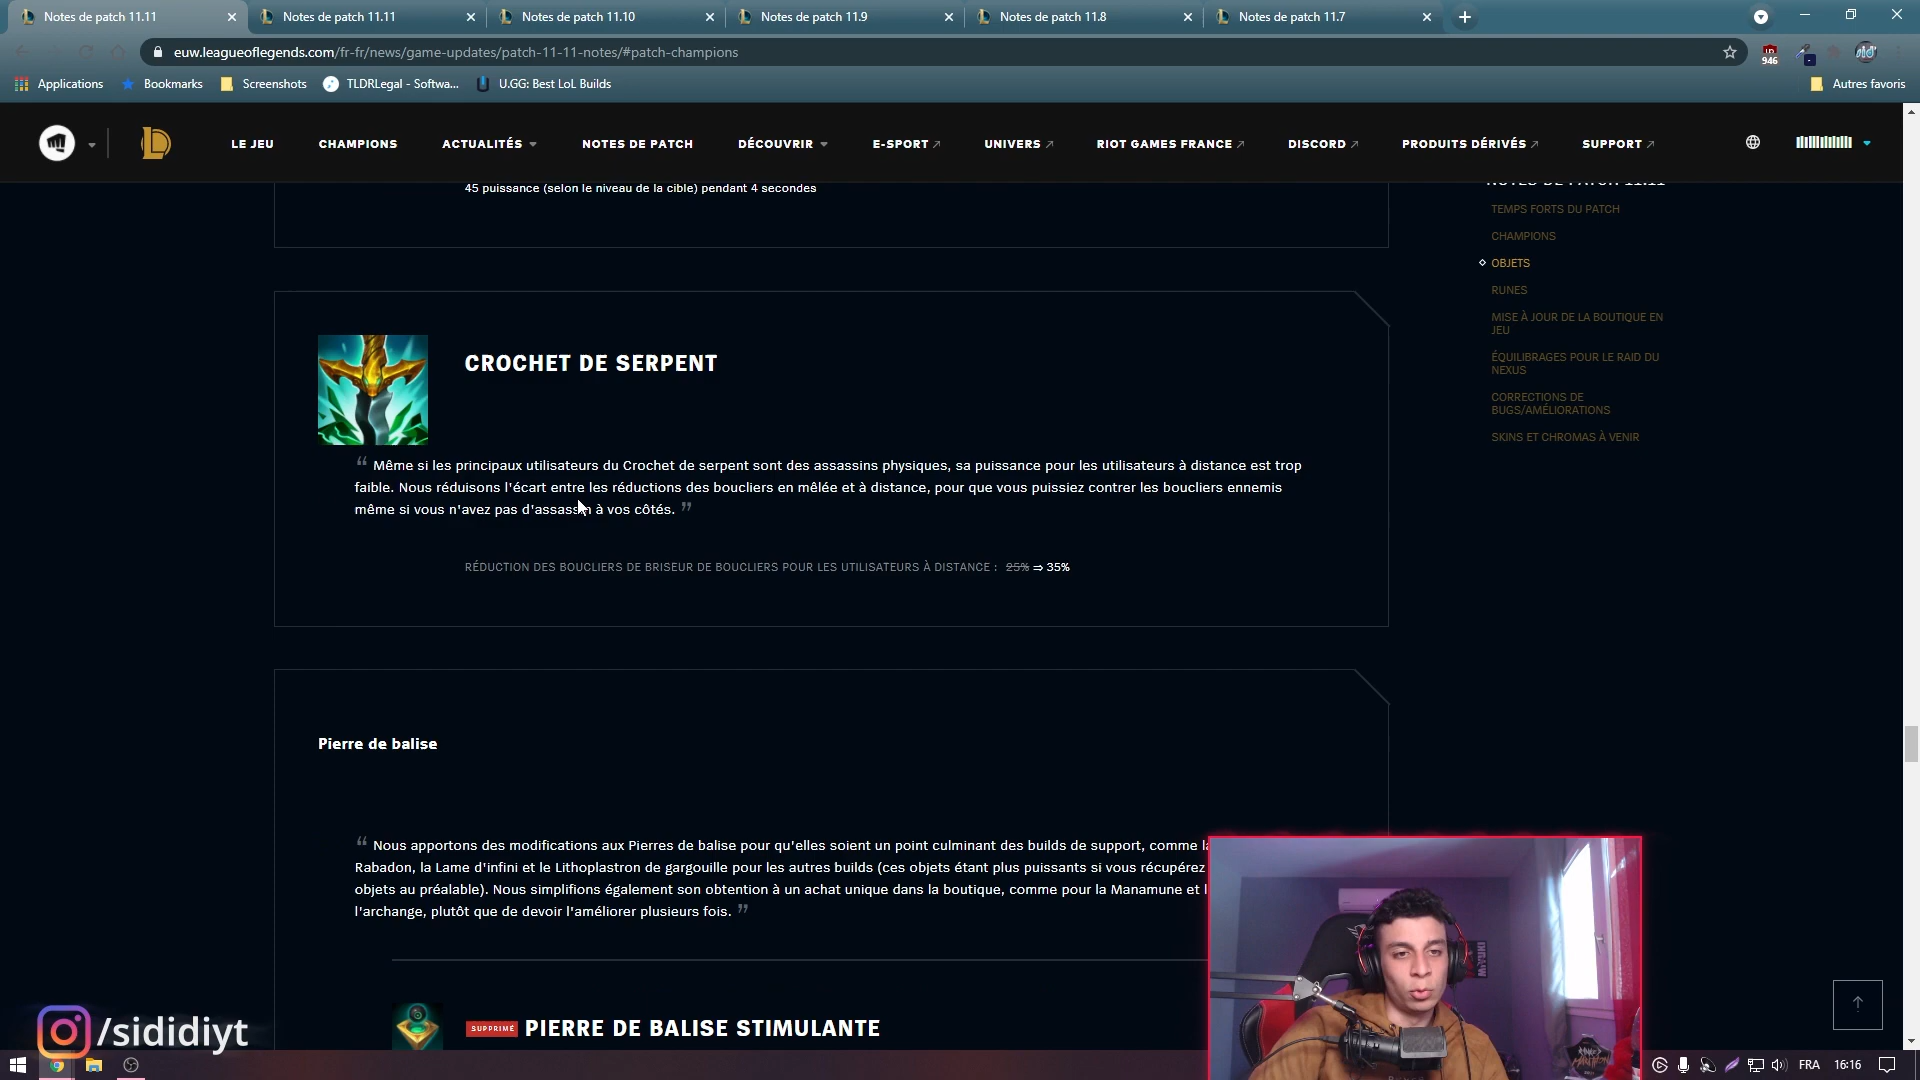 Notes de patch 11.11
Notes de patch 11.11
Notes de patch 11.10
Notes de patch 11.9
Notes de patch 11.8
Notes de patch 11.7
euw.leagueoflegends.com/fr-fr/news/game-updates/patch-11-11-notes/#patch-champions
946
Applications
Bookmarks
Screenshots
TLDRLegal - Softwa...
U.GG: Best LoL Builds
Autres favoris
LE JEU
CHAMPIONS
ACTUALITÉS
NOTES DE PATCH
DÉCOUVRIR
E-SPORT
UNIVERS
RIOT GAMES FRANCE
DISCORD
PRODUITS DÉRIVÉS
SUPPORT
45 puissance (selon le niveau de la cible) pendant 4 secondes
NOTES DE PATCH 11.11
TEMPS FORTS DU PATCH
CHAMPIONS
OBJETS
RUNES
MISE À JOUR DE LA BOUTIQUE EN
JEU
ÉQUILIBRAGES POUR LE RAID DU
NEXUS
CORRECTIONS DE
BUGS/AMÉLIORATIONS
SKINS ET CHROMAS À VENIR
CROCHET DE SERPENT
“ Même si les principaux utilisateurs du Crochet de serpent sont des assassins physiques, sa puissance pour les utilisateurs à distance est trop
faible. Nous réduisons l'écart entre les réductions des boucliers en mêlée et à distance, pour que vous puissiez contrer les boucliers ennemis
même si vous n'avez pas d'assassin à vos côtés. ”
RÉDUCTION DES BOUCLIERS DE BRISEUR DE BOUCLIERS POUR LES UTILISATEURS À DISTANCE : 25% ⇒ 35%
Pierre de balise
“ Nous apportons des modifications aux Pierres de balise pour qu'elles soient un point culminant des builds de support, comme l
Rabadon, la Lame d'infini et le Lithoplastron de gargouille pour les autres builds (ces objets étant plus puissants si vous récupérez
objets au préalable). Nous simplifions également son obtention à un achat unique dans la boutique, comme pour la Manamune et l
l'archange, plutôt que de devoir l'améliorer plusieurs fois. ”
SUPPRIMÉ PIERRE DE BALISE STIMULANTE
/sididiyt
FRA
16:16